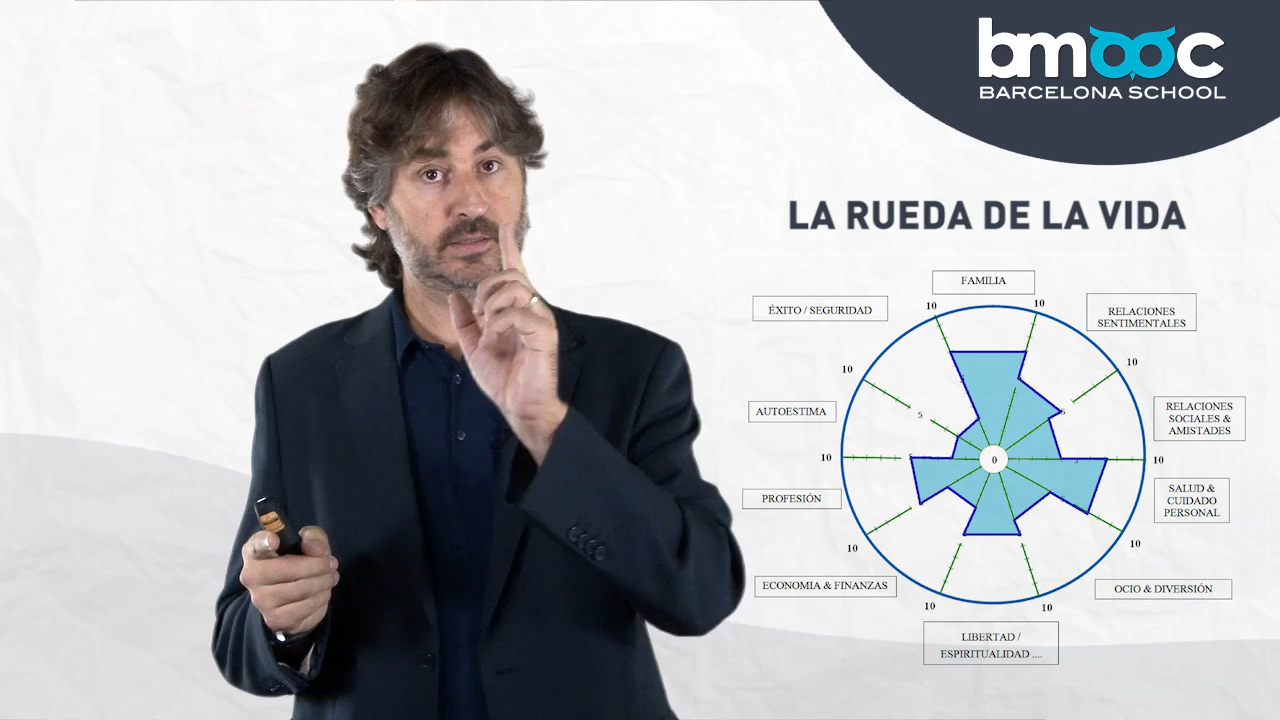 bmooc
BARCELONA SCHOOL
LA RUEDA DE LA VIDA
FAMILIA
10
10
ÉXITO / SEGURIDAD
RELACIONES
SENTIMENTALES
10
10
AUTOESTIMA
5
RELACIONES
SOCIALES &
AMISTADES
10
0
5
10
PROFESIÓN
SALUD &
CUIDADO
PERSONAL
10
10
ECONOMIA & FINANZAS
OCIO & DIVERSIÓN
10
10
LIBERTAD /
ESPIRITUALIDAD ....